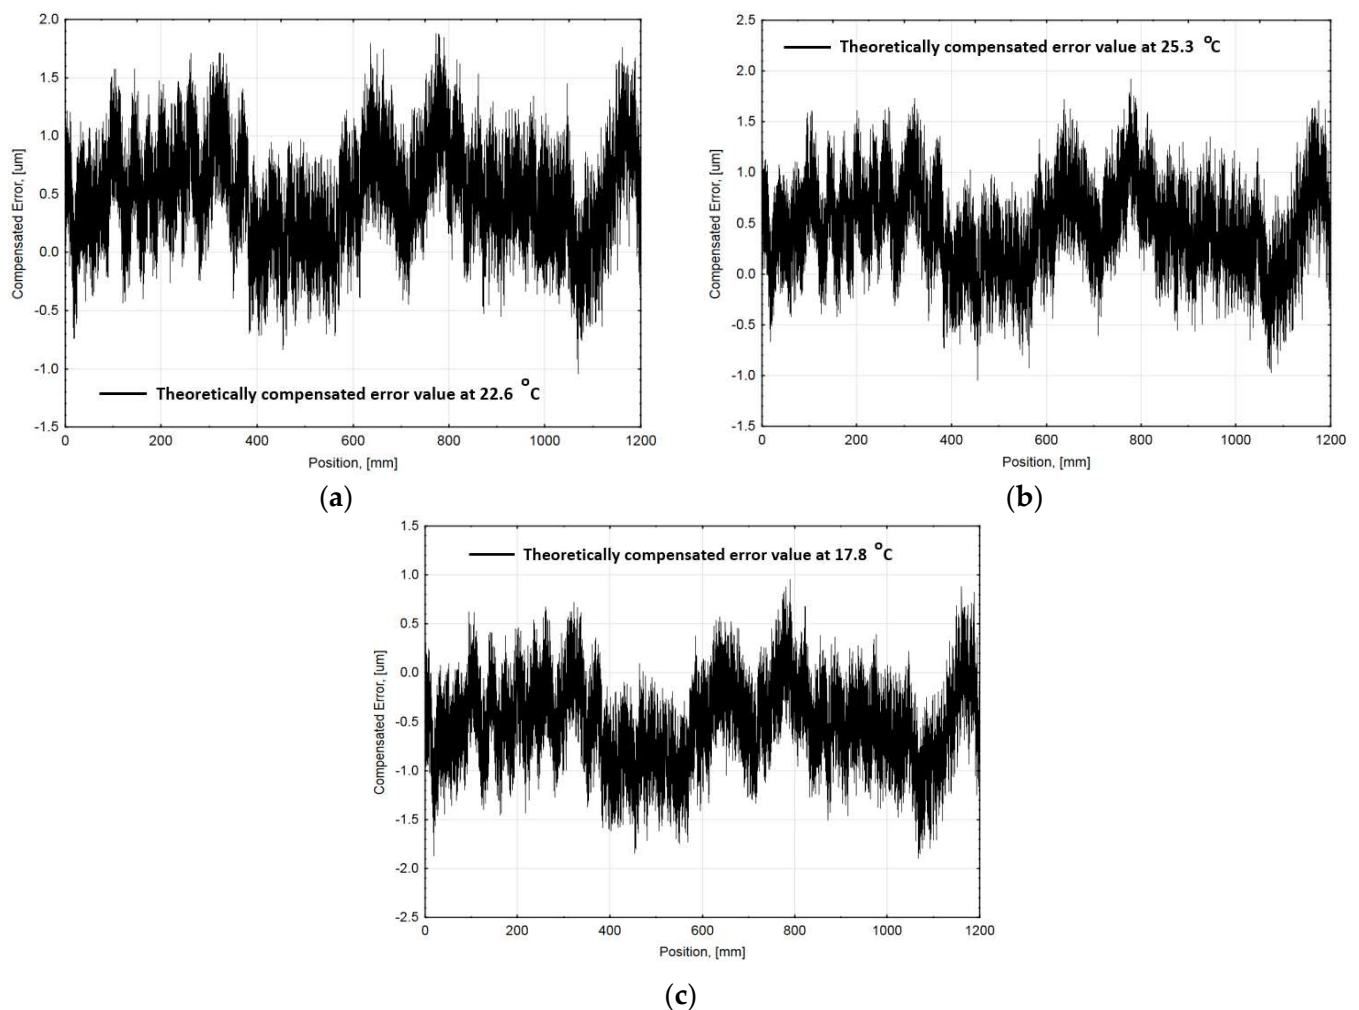 2.0
1.5
1.0
0.5
0.0
-0.5
-1.0
-1.5
Compensated Error, [um]
Theoretically compensated error value at 22.6 °C
0 200 400 600 800 1000 1200
Position, [mm]
(a)
2.5
2.0
1.5
1.0
0.5
0.0
-0.5
-1.0
-1.5
Compensated Error, [um]
Theoretically compensated error value at 25.3 °C
0 200 400 600 800 1000 1200
Position, [mm]
(b)
1.5
1.0
0.5
0.0
-0.5
-1.0
-1.5
-2.0
-2.5
Compensated Error, [um]
Theoretically compensated error value at 17.8 °C
0 200 400 600 800 1000 1200
Position, [mm]
(c)